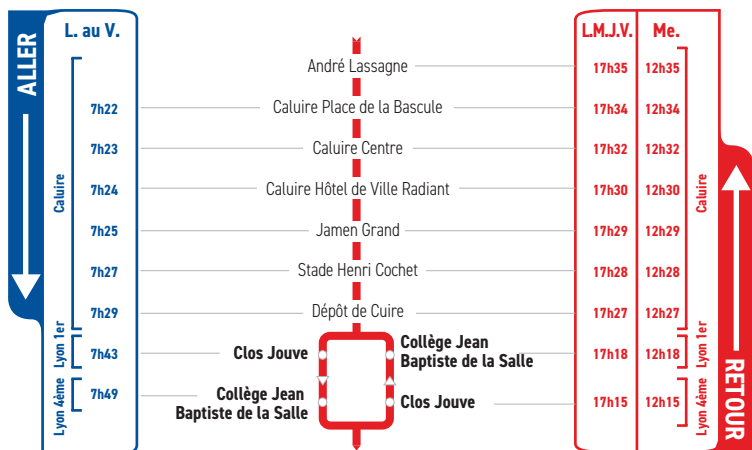 ALLER
L. au V.
L.M.J.V. Me.
André Lassagne 17h35 12h35
7h22 Caluire Place de la Bascule 17h34 12h34
7h23 Caluire Centre 17h32 12h32
7h24 Caluire Hôtel de Ville Radiant 17h30 12h30
7h25 Jamen Grand 17h29 12h29
7h27 Stade Henri Cochet 17h28 12h28
7h29 Dépôt de Cuire 17h27 12h27
Caluire
Caluire
7h43 Clos Jouve Collège Jean
Baptiste de la Salle 17h18 12h18
Lyon 1er
Lyon 1er
7h49 Collège Jean
Baptiste de la Salle Clos Jouve 17h15 12h15
Lyon 4ème
Lyon 4ème
RETOUR